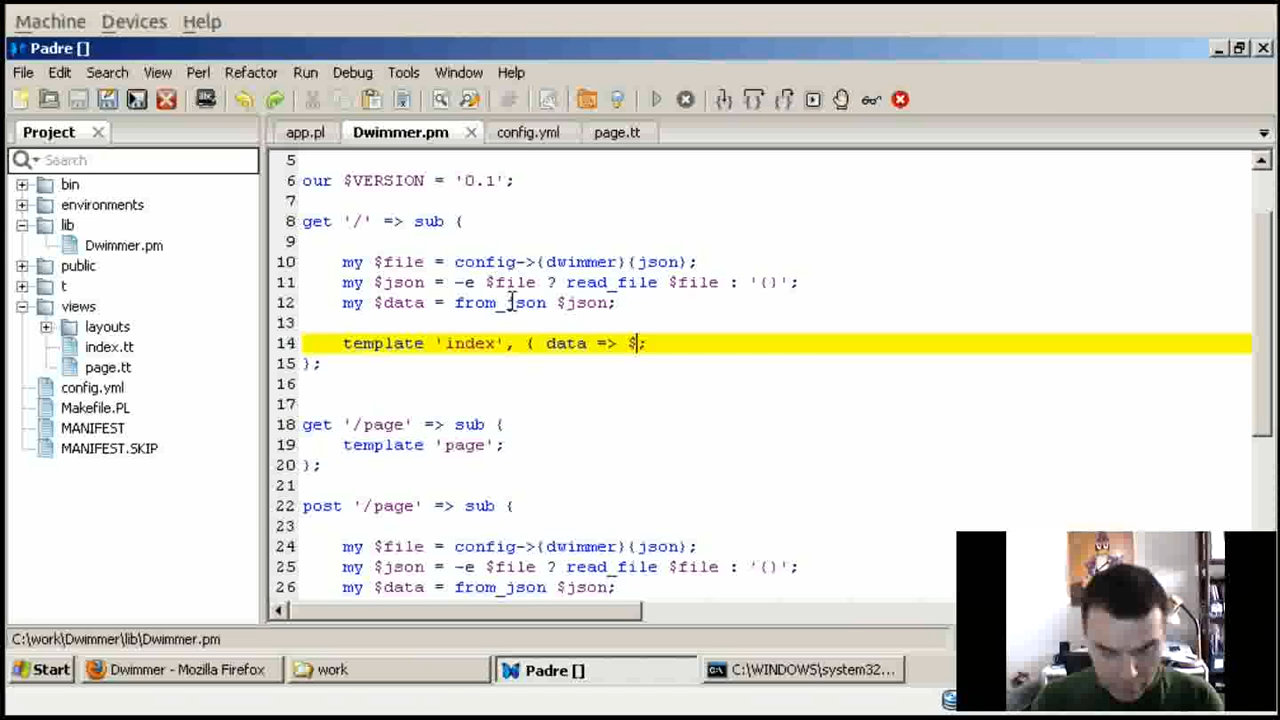 Machine Devices Help
Padre []
File Edit Search View Perl Refactor Run Debug Tools Window Help
Project
app.pl Dwimmer.pm config.yml page.tt
Search
bin
environments
lib
Dwimmer.pm
public
t
views
layouts
index.tt
page.tt
config.yml
Makefile.PL
MANIFEST
MANIFEST.SKIP
5
6 our $VERSION = '0.1';
7
8 get '/' => sub {
9
10 my $file = config->{dwimmer}{json};
11 my $json = -e $file ? read_file $file : '{}';
12 my $data = from_json $json;
13
14 template 'index', { data => $;
15 };
16
17
18 get '/page' => sub {
19 template 'page';
20 };
21
22 post '/page' => sub {
23
24 my $file = config->{dwimmer}{json};
25 my $json = -e $file ? read_file $file : '{}';
26 my $data = from_json $json;
C:\work\Dwimmer\lib\Dwimmer.pm
Start Dwimmer - Mozilla Firefox work Padre [] C:\WINDOWS\system32...